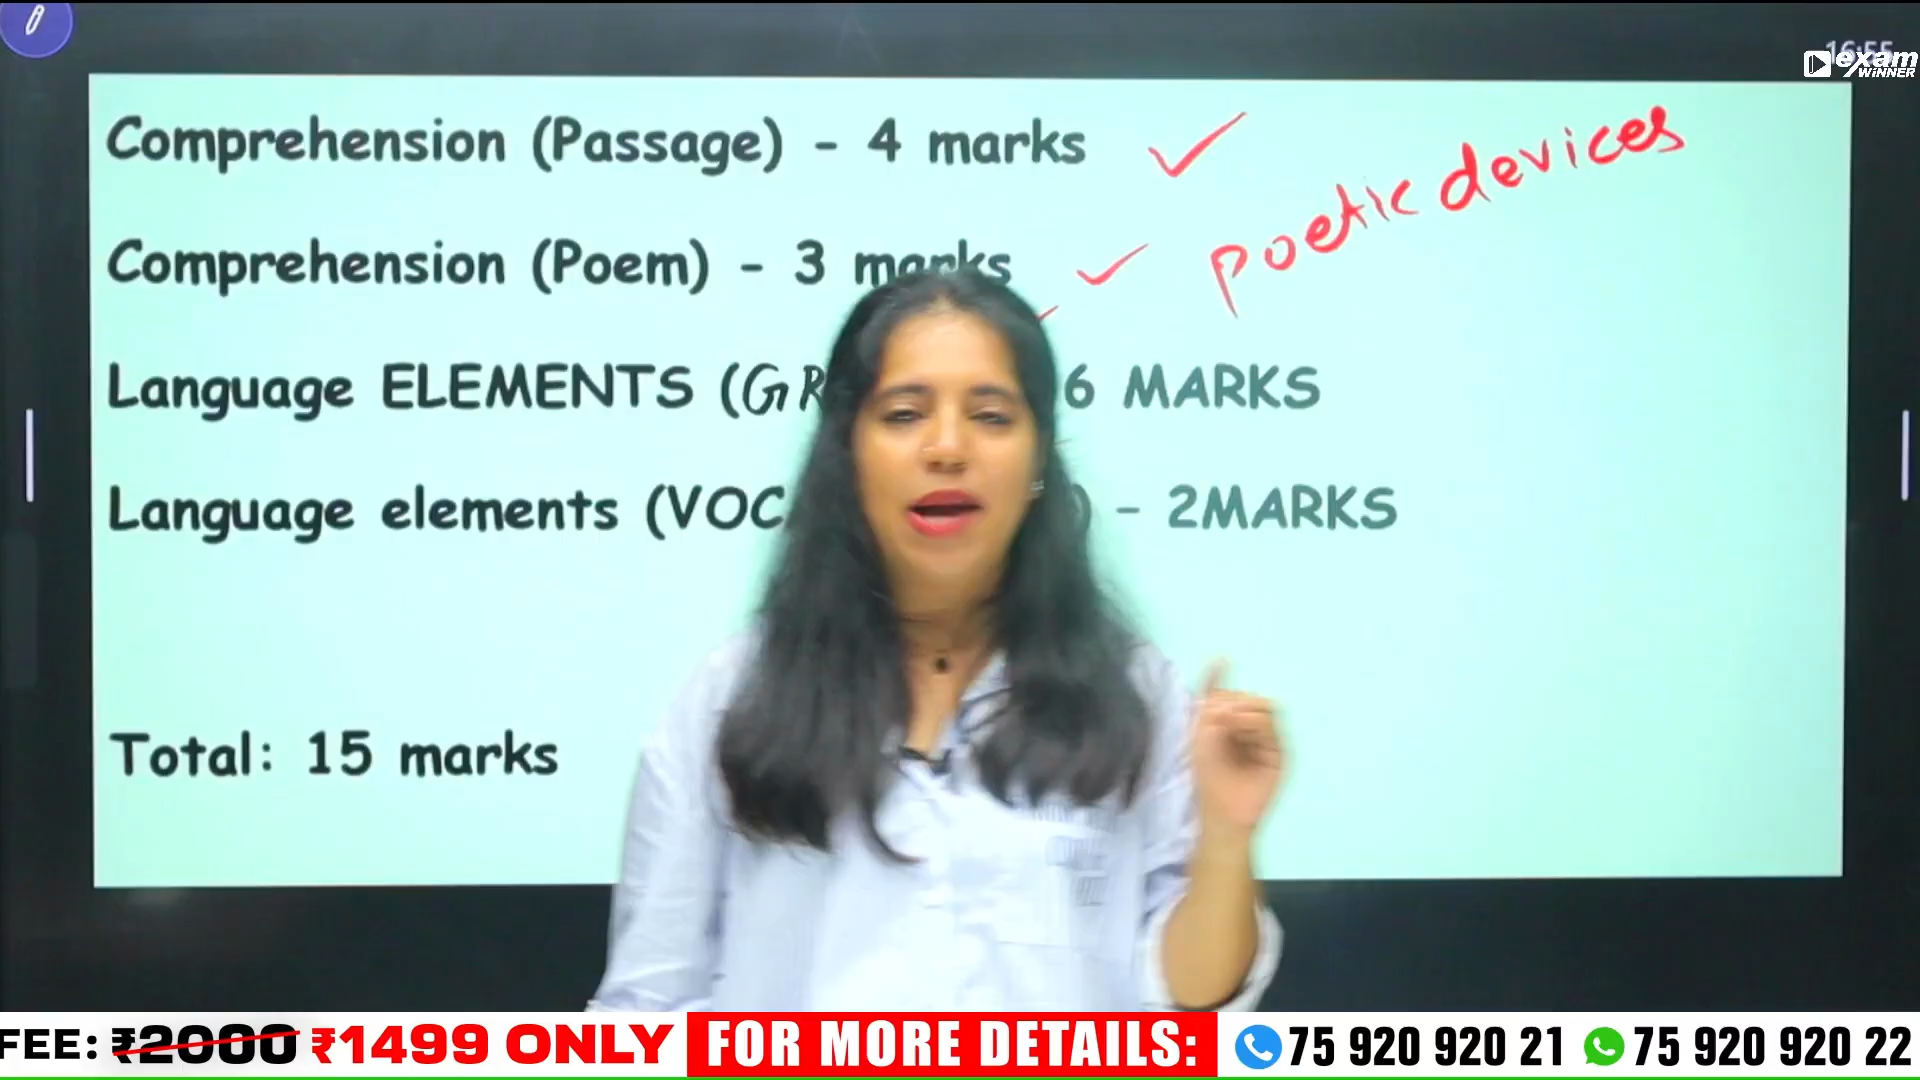 16:55
exam
WiNNER
Comprehension (Passage) - 4 marks
poetic devices
Comprehension (Poem) - 3 marks
Language ELEMENTS (GR 6 MARKS
Language elements (VOC ) - 2MARKS
Total: 15 marks
FEE: ₹2000 ₹1499 ONLY FOR MORE DETAILS: 75 920 920 21 75 920 920 22